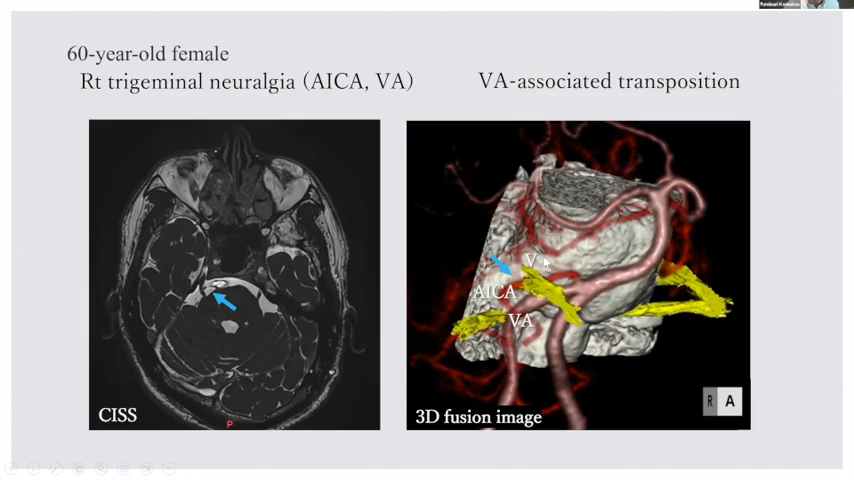 60-year-old female
Rt trigeminal neuralgia (AICA, VA)
VA-associated transposition
V
AICA
VA
CISS
P
3D fusion image
R A